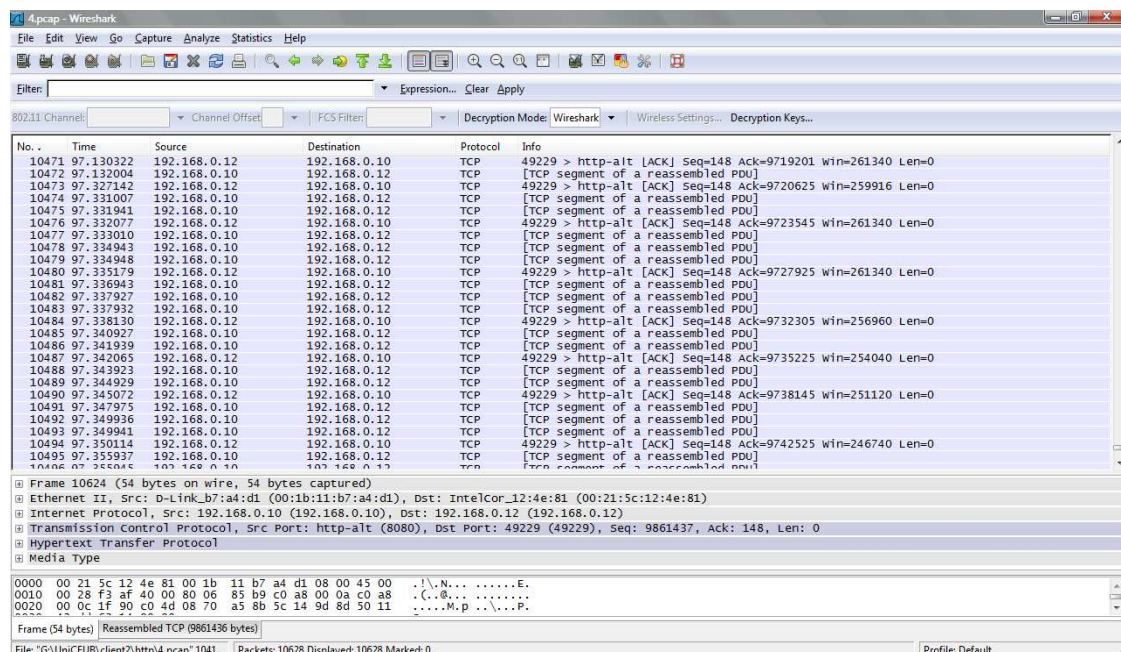 4.pcap - Wireshark
File Edit View Go Capture Analyze Statistics Help
Filter: Expression... Clear Apply
802.11 Channel: Channel Offset: FCS Filter: Decryption Mode: Wireshark Wireless Settings... Decryption Keys...
No. . Time Source Destination Protocol Info
10471 97.130322 192.168.0.12 192.168.0.10 TCP 49229 > http-alt [ACK] Seq=148 Ack=9719201 Win=261340 Len=0
10472 97.132004 192.168.0.10 192.168.0.12 TCP [TCP segment of a reassembled PDU]
10473 97.327142 192.168.0.12 192.168.0.10 TCP 49229 > http-alt [ACK] Seq=148 Ack=9720625 Win=259916 Len=0
10474 97.331007 192.168.0.10 192.168.0.12 TCP [TCP segment of a reassembled PDU]
10475 97.331941 192.168.0.10 192.168.0.12 TCP [TCP segment of a reassembled PDU]
10476 97.332077 192.168.0.12 192.168.0.10 TCP 49229 > http-alt [ACK] Seq=148 Ack=9723545 Win=261340 Len=0
10477 97.333010 192.168.0.10 192.168.0.12 TCP [TCP segment of a reassembled PDU]
10478 97.334943 192.168.0.10 192.168.0.12 TCP [TCP segment of a reassembled PDU]
10479 97.334948 192.168.0.10 192.168.0.12 TCP [TCP segment of a reassembled PDU]
10480 97.335179 192.168.0.12 192.168.0.10 TCP 49229 > http-alt [ACK] Seq=148 Ack=9727925 Win=261340 Len=0
10481 97.336943 192.168.0.10 192.168.0.12 TCP [TCP segment of a reassembled PDU]
10482 97.337927 192.168.0.10 192.168.0.12 TCP [TCP segment of a reassembled PDU]
10483 97.337932 192.168.0.10 192.168.0.12 TCP [TCP segment of a reassembled PDU]
10484 97.338130 192.168.0.12 192.168.0.10 TCP 49229 > http-alt [ACK] Seq=148 Ack=9732305 Win=256960 Len=0
10485 97.340927 192.168.0.10 192.168.0.12 TCP [TCP segment of a reassembled PDU]
10486 97.341939 192.168.0.10 192.168.0.12 TCP [TCP segment of a reassembled PDU]
10487 97.342065 192.168.0.12 192.168.0.10 TCP 49229 > http-alt [ACK] Seq=148 Ack=9735225 Win=254040 Len=0
10488 97.343923 192.168.0.10 192.168.0.12 TCP [TCP segment of a reassembled PDU]
10489 97.344929 192.168.0.10 192.168.0.12 TCP [TCP segment of a reassembled PDU]
10490 97.345072 192.168.0.12 192.168.0.10 TCP 49229 > http-alt [ACK] Seq=148 Ack=9738145 Win=251120 Len=0
10491 97.347975 192.168.0.10 192.168.0.12 TCP [TCP segment of a reassembled PDU]
10492 97.349936 192.168.0.10 192.168.0.12 TCP [TCP segment of a reassembled PDU]
10493 97.349941 192.168.0.10 192.168.0.12 TCP [TCP segment of a reassembled PDU]
10494 97.350114 192.168.0.12 192.168.0.10 TCP 49229 > http-alt [ACK] Seq=148 Ack=9742525 Win=246740 Len=0
10495 97.355937 192.168.0.10 192.168.0.12 TCP [TCP segment of a reassembled PDU]
10496 97.355945 192.168.0.10 192.168.0.12 TCP [TCP segment of a reassembled PDU]
Frame 10624 (54 bytes on wire, 54 bytes captured)
Ethernet II, Src: D-Link_b7:a4:d1 (00:1b:11:b7:a4:d1), Dst: IntelCor_12:4e:81 (00:21:5c:12:4e:81)
Internet Protocol, Src: 192.168.0.10 (192.168.0.10), Dst: 192.168.0.12 (192.168.0.12)
Transmission Control Protocol, Src Port: http-alt (8080), Dst Port: 49229 (49229), Seq: 9861437, Ack: 148, Len: 0
Hypertext Transfer Protocol
Media Type
0000 00 21 5c 12 4e 81 00 1b 11 b7 a4 d1 08 00 45 00 .!\.N... ......E.
0010 00 28 f3 af 40 00 80 06 85 b9 c0 a8 00 0a c0 a8 .(..@... ........
0020 00 0c 1f 90 c0 4d 08 70 a5 8b 5c 14 9d 8d 50 11 .....M.p ..\...P.
Frame (54 bytes) Reassembled TCP (9861436 bytes)
File: "G:\UniCEUB\client2\http\4.pcap" 1041... Packets: 10628 Displayed: 10628 Marked: 0 Profile: Default